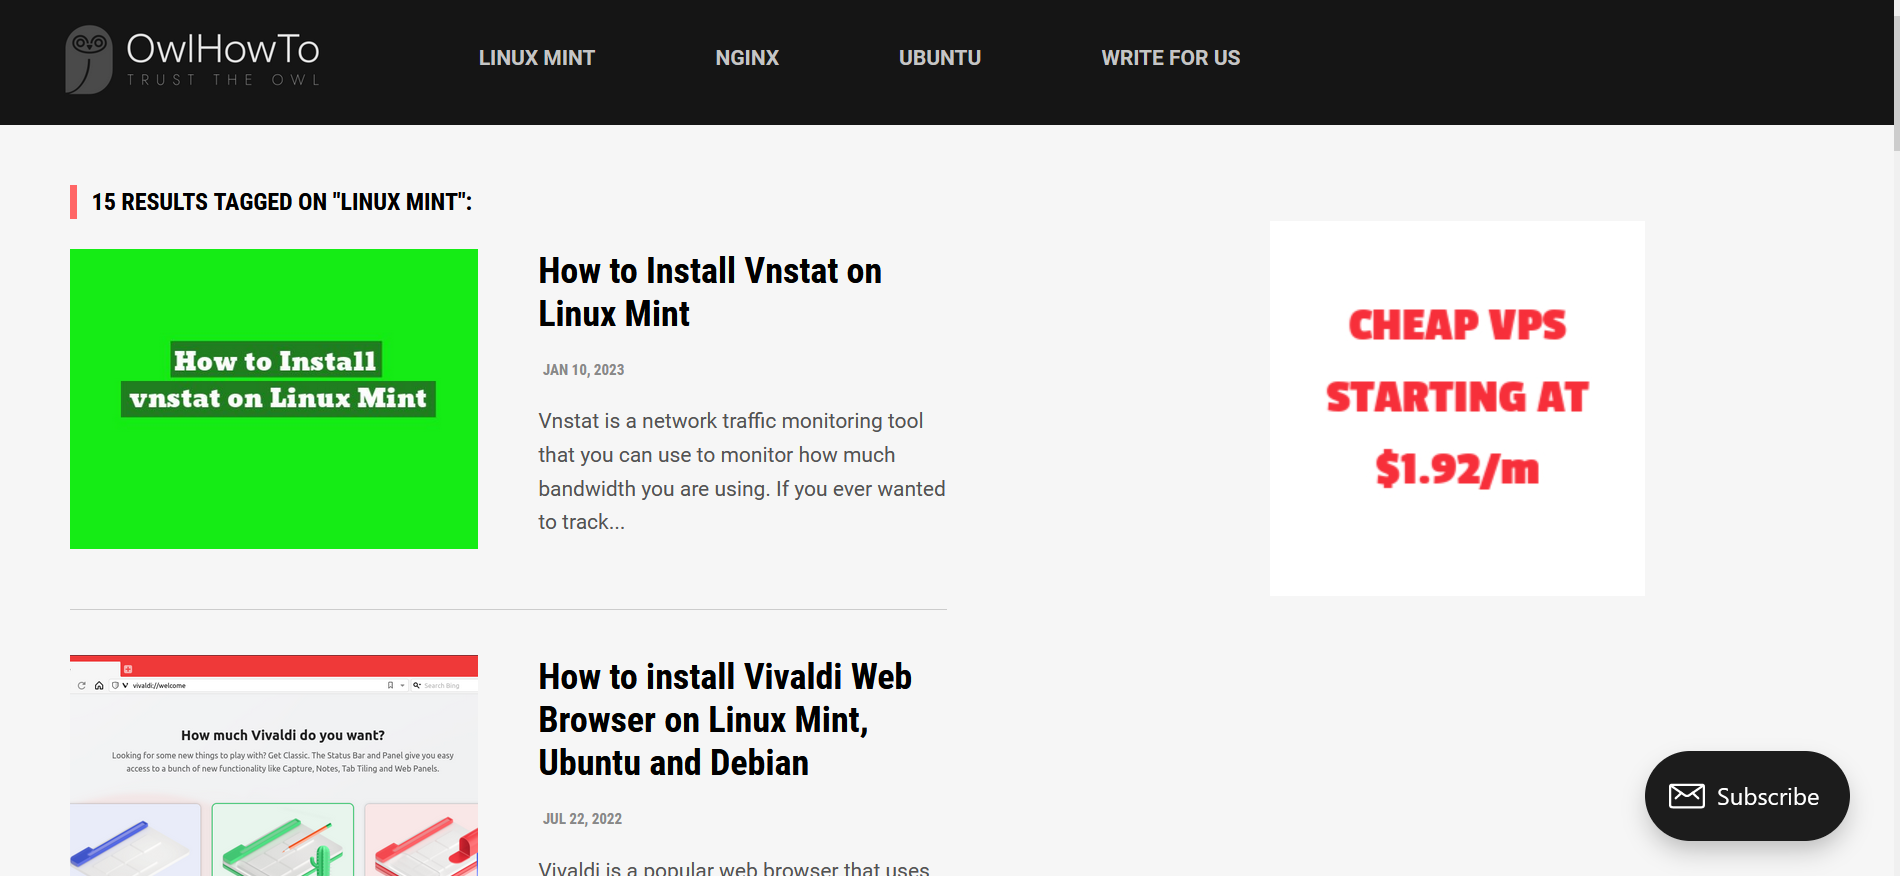 OwlHowTo
TRUST THE OWL
LINUX MINT
NGINX
UBUNTU
WRITE FOR US
15 RESULTS TAGGED ON "LINUX MINT":
How to Install
vnstat on Linux Mint
How to Install Vnstat on
Linux Mint
JAN 10, 2023
Vnstat is a network traffic monitoring tool
that you can use to monitor how much
bandwidth you are using. If you ever wanted
to track...
CHEAP VPS
STARTING AT
$1.92/m
vivaldi://welcome
Search Bing
How much Vivaldi do you want?
Looking for some new things to play with? Get Classic. The Status Bar and Panel give you easy
access to a bunch of new functionality like Capture, Notes, Tab Tiling and Web Panels.
How to install Vivaldi Web
Browser on Linux Mint,
Ubuntu and Debian
JUL 22, 2022
Vivaldi is a popular web browser that uses
Subscribe